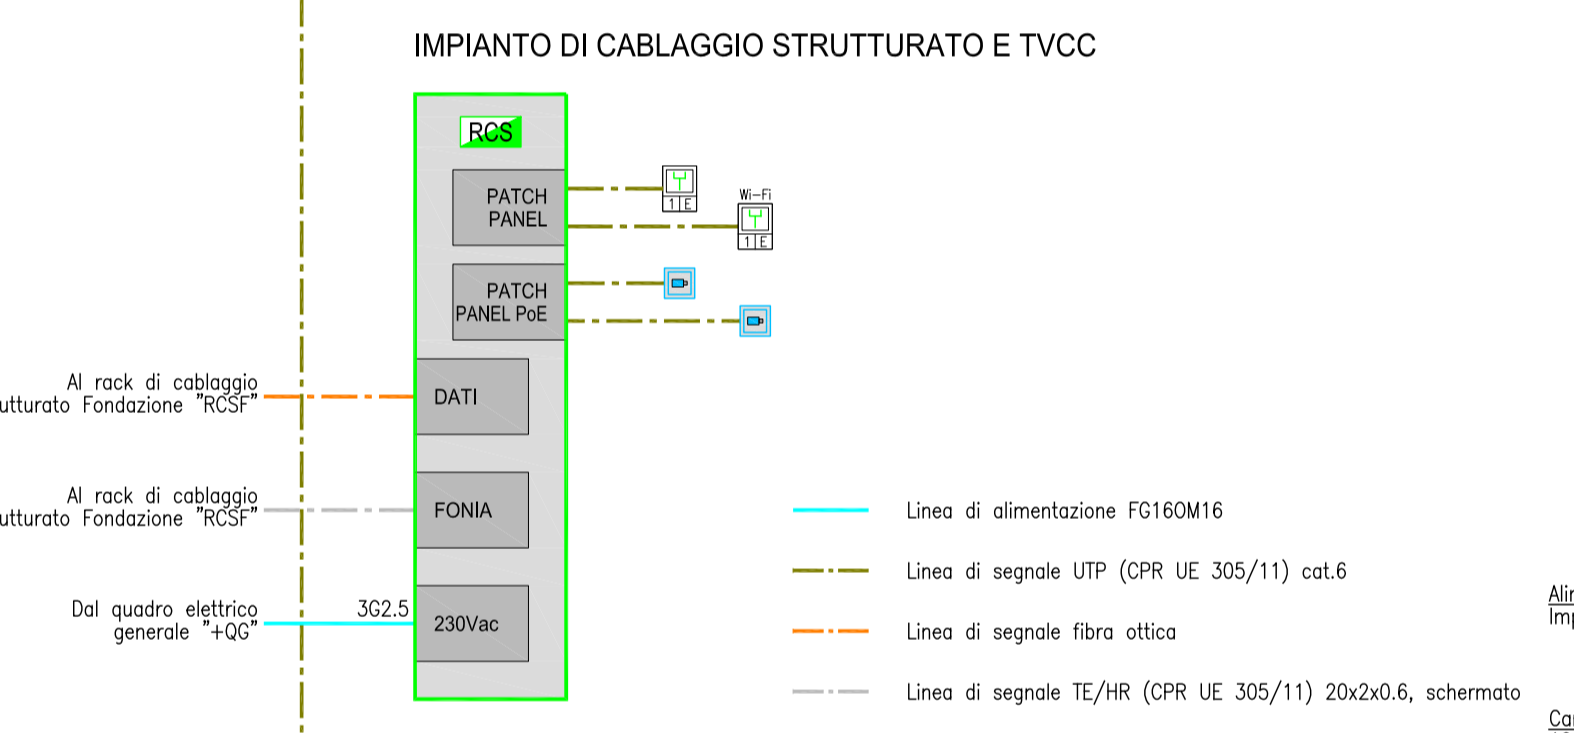 IMPIANTO DI CABLAGGIO STRUTTURATO E TVCC
RCS
PATCH
PANEL
1 E
Wi-Fi
1 E
PATCH
PANEL PoE
Al rack di cablaggio
Fondazione "RCSF"
DATI
Al rack di cablaggio
Fondazione "RCSF"
FONIA
Dal quadro elettrico
generale "+QG"
3G2.5
230Vac
Linea di alimentazione FG16OM16
Linea di segnale UTP (CPR UE 305/11) cat.6
Linea di segnale fibra ottica
Linea di segnale TE/HR (CPR UE 305/11) 20x2x0.6, schermato